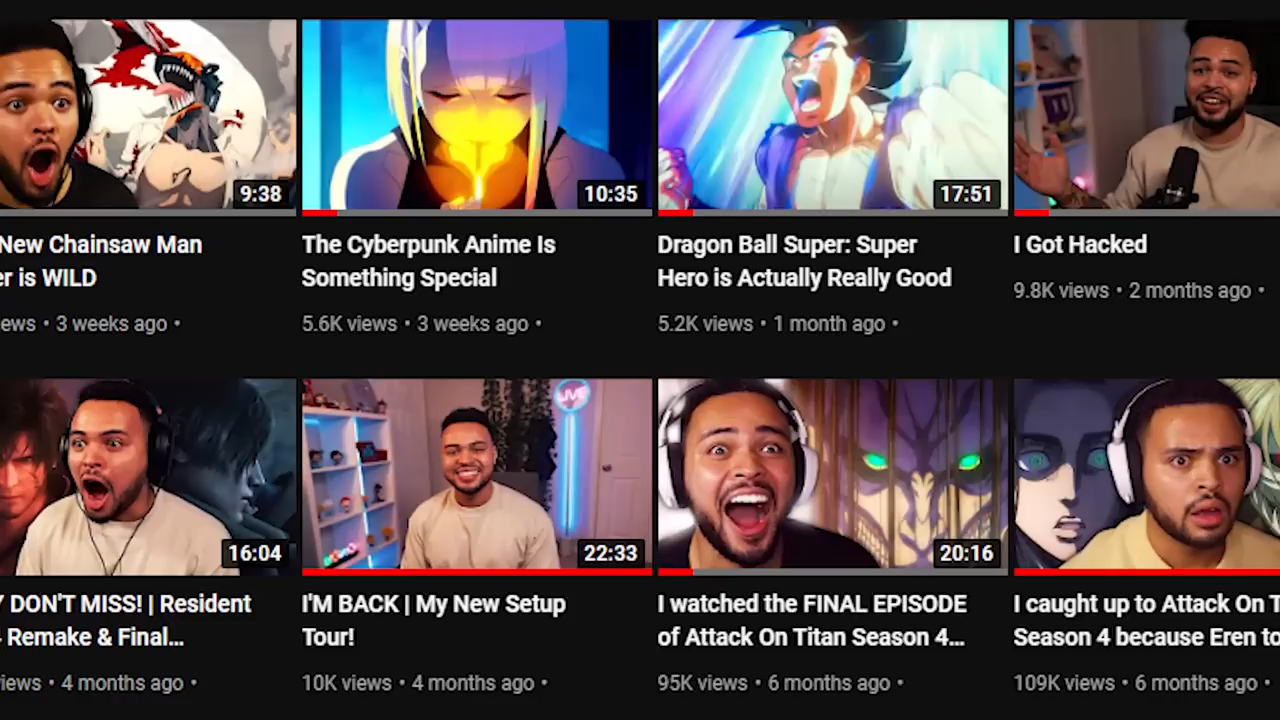 9:38
10:35
17:51
New Chainsaw Man
er is WILD
The Cyberpunk Anime Is
Something Special
Dragon Ball Super: Super
Hero is Actually Really Good
I Got Hacked
ews • 3 weeks ago •
5.6K views • 3 weeks ago •
5.2K views • 1 month ago •
9.8K views • 2 months ago •
LIVE
16:04
22:33
20:16
Y DON'T MISS! | Resident
Remake & Final...
I'M BACK | My New Setup
Tour!
I watched the FINAL EPISODE
of Attack On Titan Season 4...
I caught up to Attack On T
Season 4 because Eren to
iews • 4 months ago •
10K views • 4 months ago •
95K views • 6 months ago •
109K views • 6 months ago •